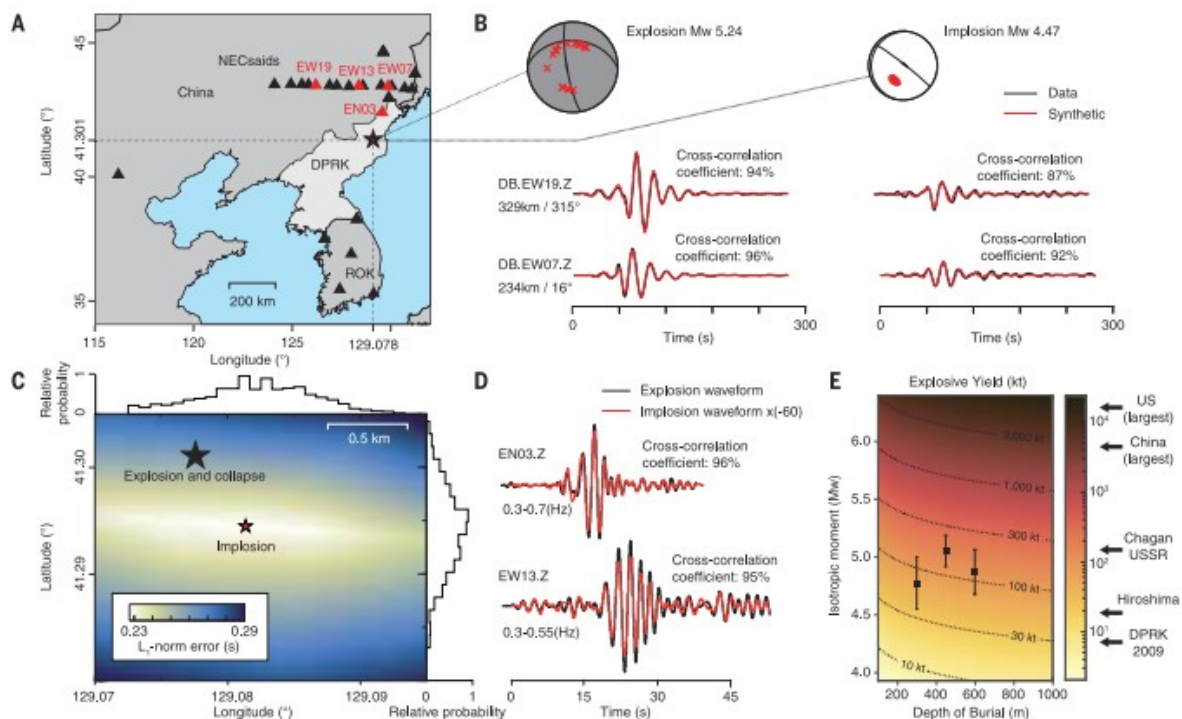 A
45
40
35
Latitude (°)
41.301
NECsaids
EW19
EW13
EW07
EN03
China
DPRK
ROK
200 km
115
120
125
129.078
Longitude (°)
B
Explosion Mw 5.24
Implosion Mw 4.47
Data
Synthetic
DB.EW19.Z
329km / 315°
Cross-correlation
coefficient: 94%
Cross-correlation
coefficient: 87%
DB.EW07.Z
234km / 16°
Cross-correlation
coefficient: 96%
Cross-correlation
coefficient: 92%
0
300
0
300
Time (s)
Time (s)
C
Relative
probability
1
0
0.5 km
Explosion and collapse
Implosion
41.30
41.29
Latitude (°)
0.23
0.29
L1-norm error (s)
129.07
129.08
129.09
0
1
Longitude (°)
Relative probability
D
Explosion waveform
Implosion waveform x(-60)
EN03.Z
Cross-correlation
coefficient: 96%
0.3-0.7(Hz)
EW13.Z
Cross-correlation
coefficient: 95%
0.3-0.55(Hz)
0
15
30
45
Time (s)
E
Explosive Yield (kt)
6.0
5.5
5.0
4.5
4.0
Isotropic moment (Mw)
3,000 kt
1,000 kt
300 kt
100 kt
30 kt
10 kt
200
400
600
800
1000
Depth of Burial (m)
10⁴
10³
10²
10¹
US
(largest)
China
(largest)
Chagan
USSR
Hiroshima
DPRK
2009